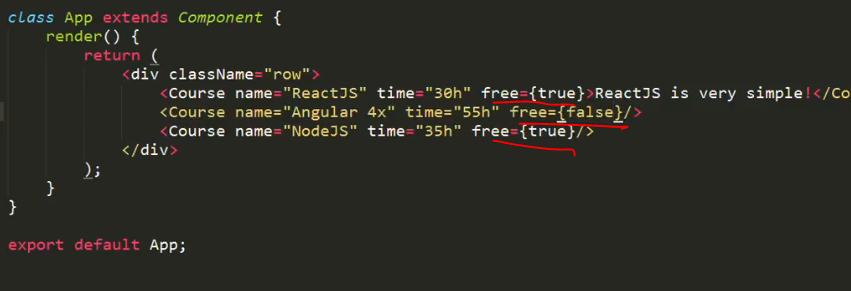 class App extends Component {
render() {
return (
<div className="row">
<Course name="ReactJS" time="30h" free={true}>ReactJS is very simple!</Co
<Course name="Angular 4x" time="55h" free={false}/>
<Course name="NodeJS" time="35h" free={true}/>
</div>
);
}
}
export default App;